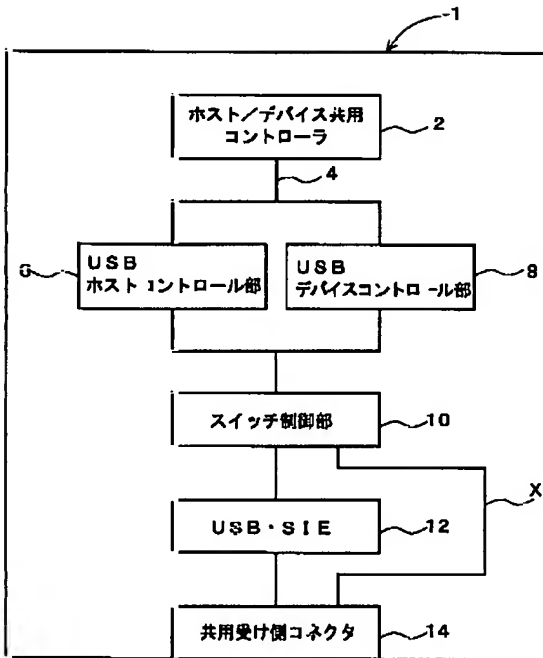 1
ホスト/デバイス共用
コントローラ
2
4
USB
ホストコントロール部
USB
デバイスコントロール部
8
スイッチ制御部
10
X
USB・SIE
12
共用受け側コネクタ
14